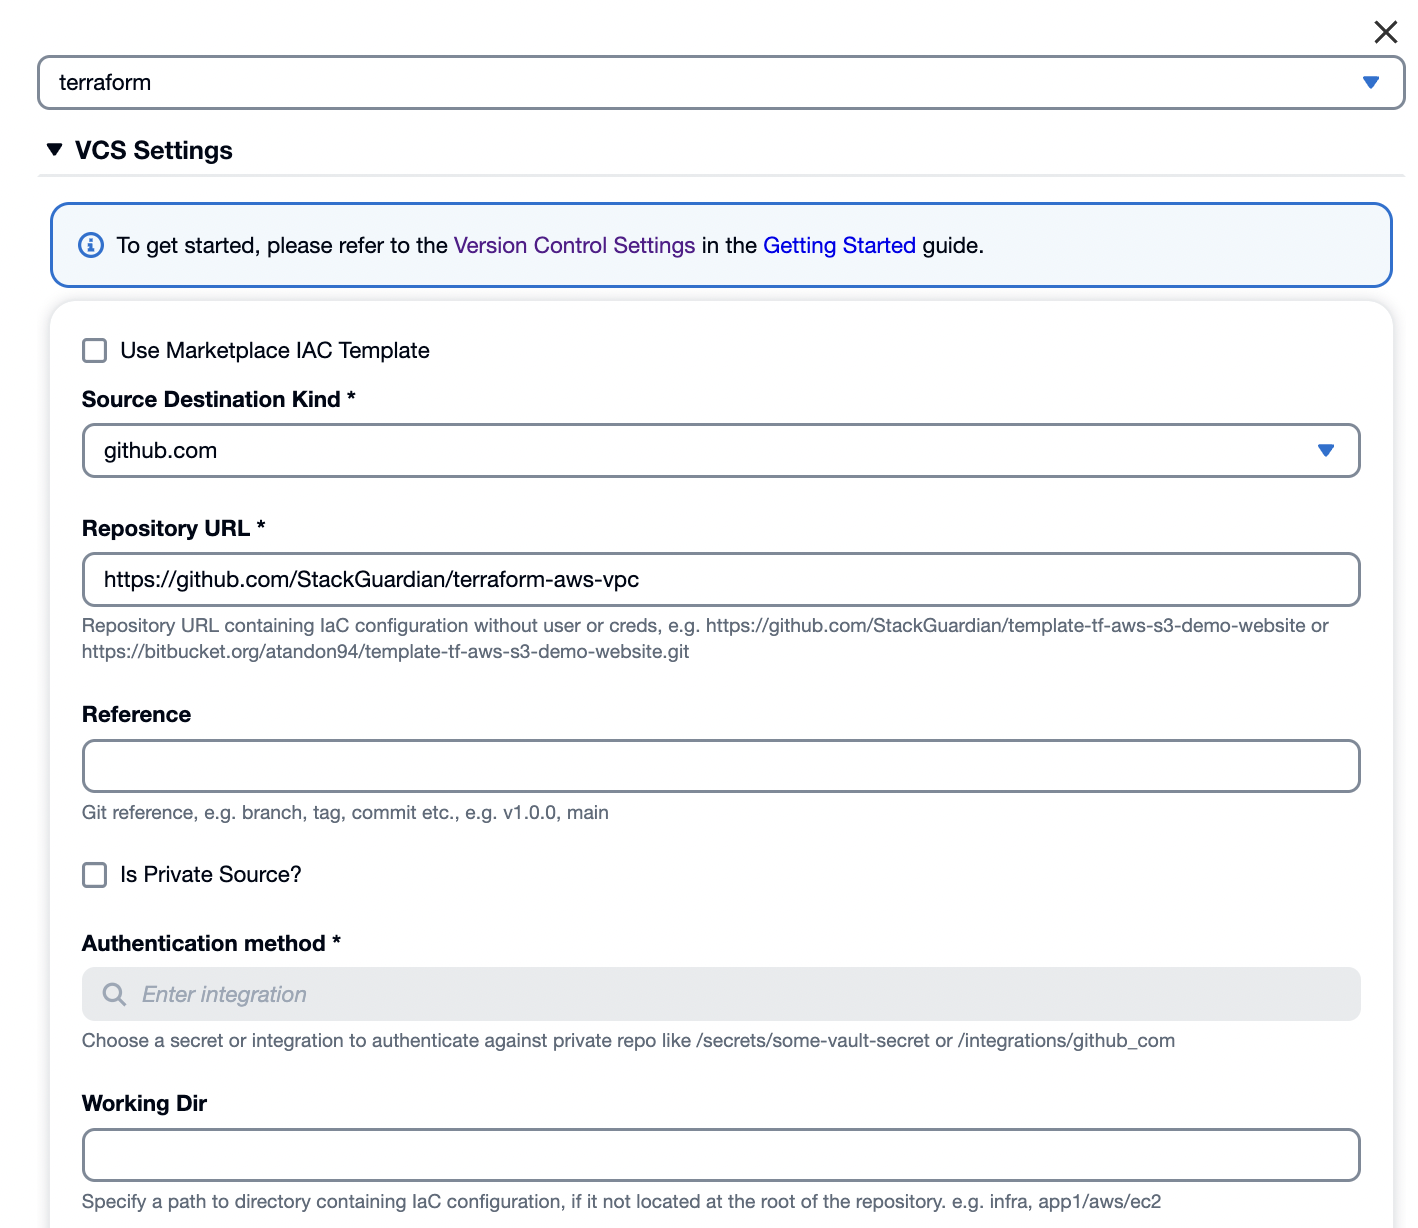 terraform
VCS Settings
To get started, please refer to the Version Control Settings in the Getting Started guide.
Use Marketplace IAC Template
Source Destination Kind *
github.com
Repository URL *
https://github.com/StackGuardian/terraform-aws-vpc
Repository URL containing IaC configuration without user or creds, e.g. https://github.com/StackGuardian/template-tf-aws-s3-demo-website or
https://bitbucket.org/atandon94/template-tf-aws-s3-demo-website.git
Reference
Git reference, e.g. branch, tag, commit etc., e.g. v1.0.0, main
Is Private Source?
Authentication method *
Enter integration
Choose a secret or integration to authenticate against private repo like /secrets/some-vault-secret or /integrations/github_com
Working Dir
Specify a path to directory containing IaC configuration, if it not located at the root of the repository. e.g. infra, app1/aws/ec2